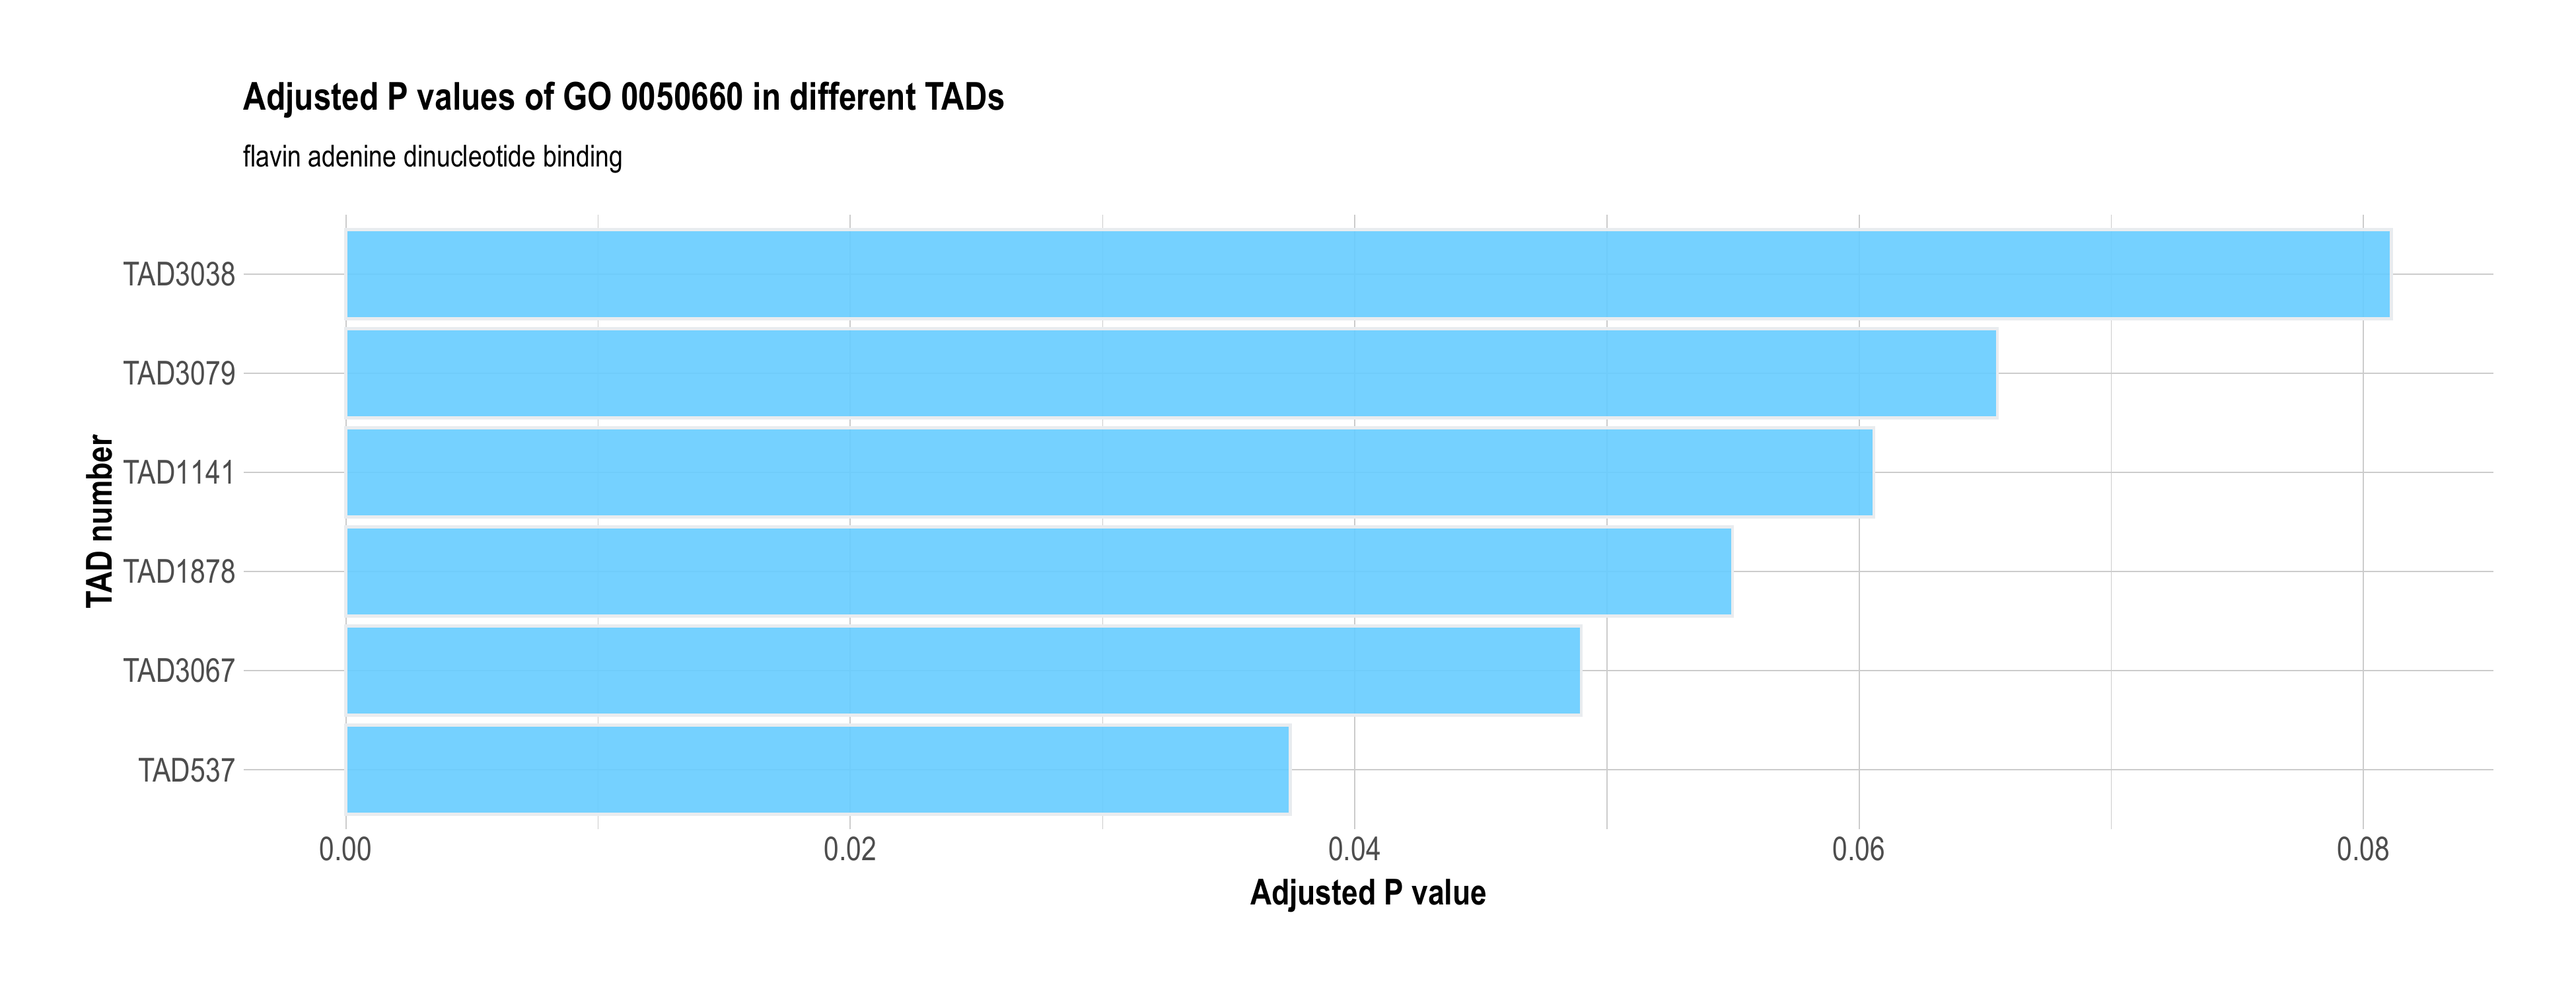 Adjusted P values of GO 0050660 in different TADs
flavin adenine dinucleotide binding
TAD number
TAD3038
TAD3079
TAD1141
TAD1878
TAD3067
TAD537
0.00 0.02 0.04 0.06 0.08
Adjusted P value